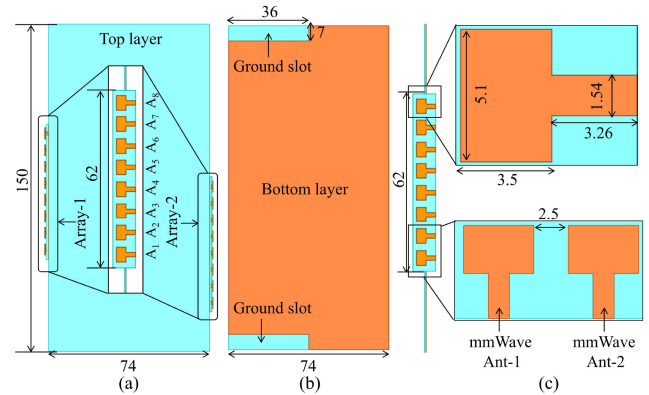 Top layer
150
62
Array-1
Array-2
A8
A7
A6
A5
A4
A3
A2
A1
74
(a)
36
7
Ground slot
Bottom layer
Ground slot
74
(b)
62
5.1
1.54
3.26
3.5
2.5
mmWave
Ant-1
mmWave
Ant-2
(c)